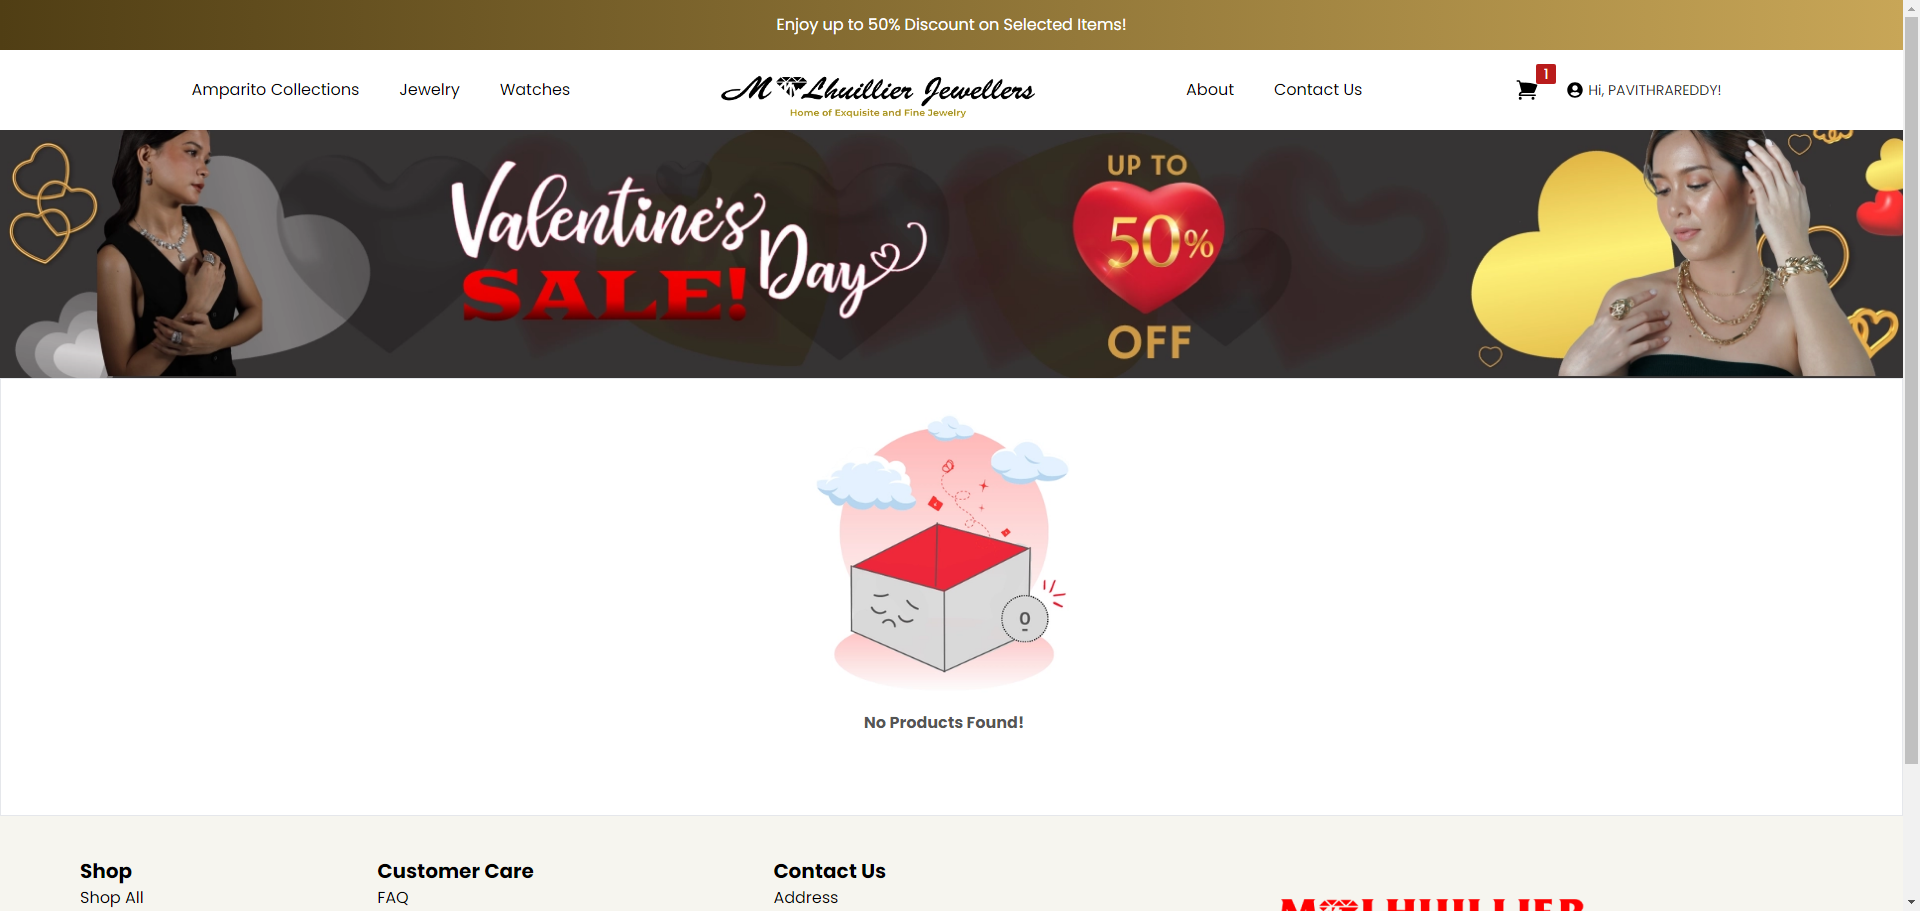 Enjoy up to 50% Discount on Selected Items!
Amparito Collections
Jewelry
Watches
M Lhuillier Jewellers
Home of Exquisite and Fine Jewelry
About
Contact Us
1
Hi, PAVITHRAREDDY!
Valentine's
Day
SALE!
UP TO
50%
OFF
0
No Products Found!
Shop
Shop All
Customer Care
FAQ
Contact Us
Address
M LHUILLIER